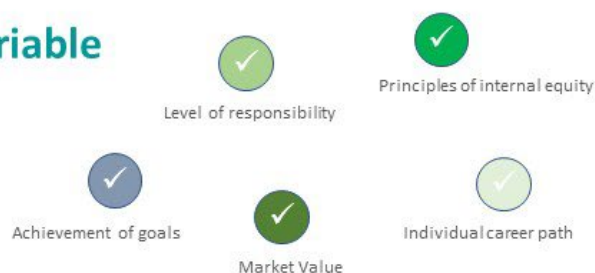 riable
Principles of internal equity
Level of responsibility
Achievement of goals
Individual career path
Market Value